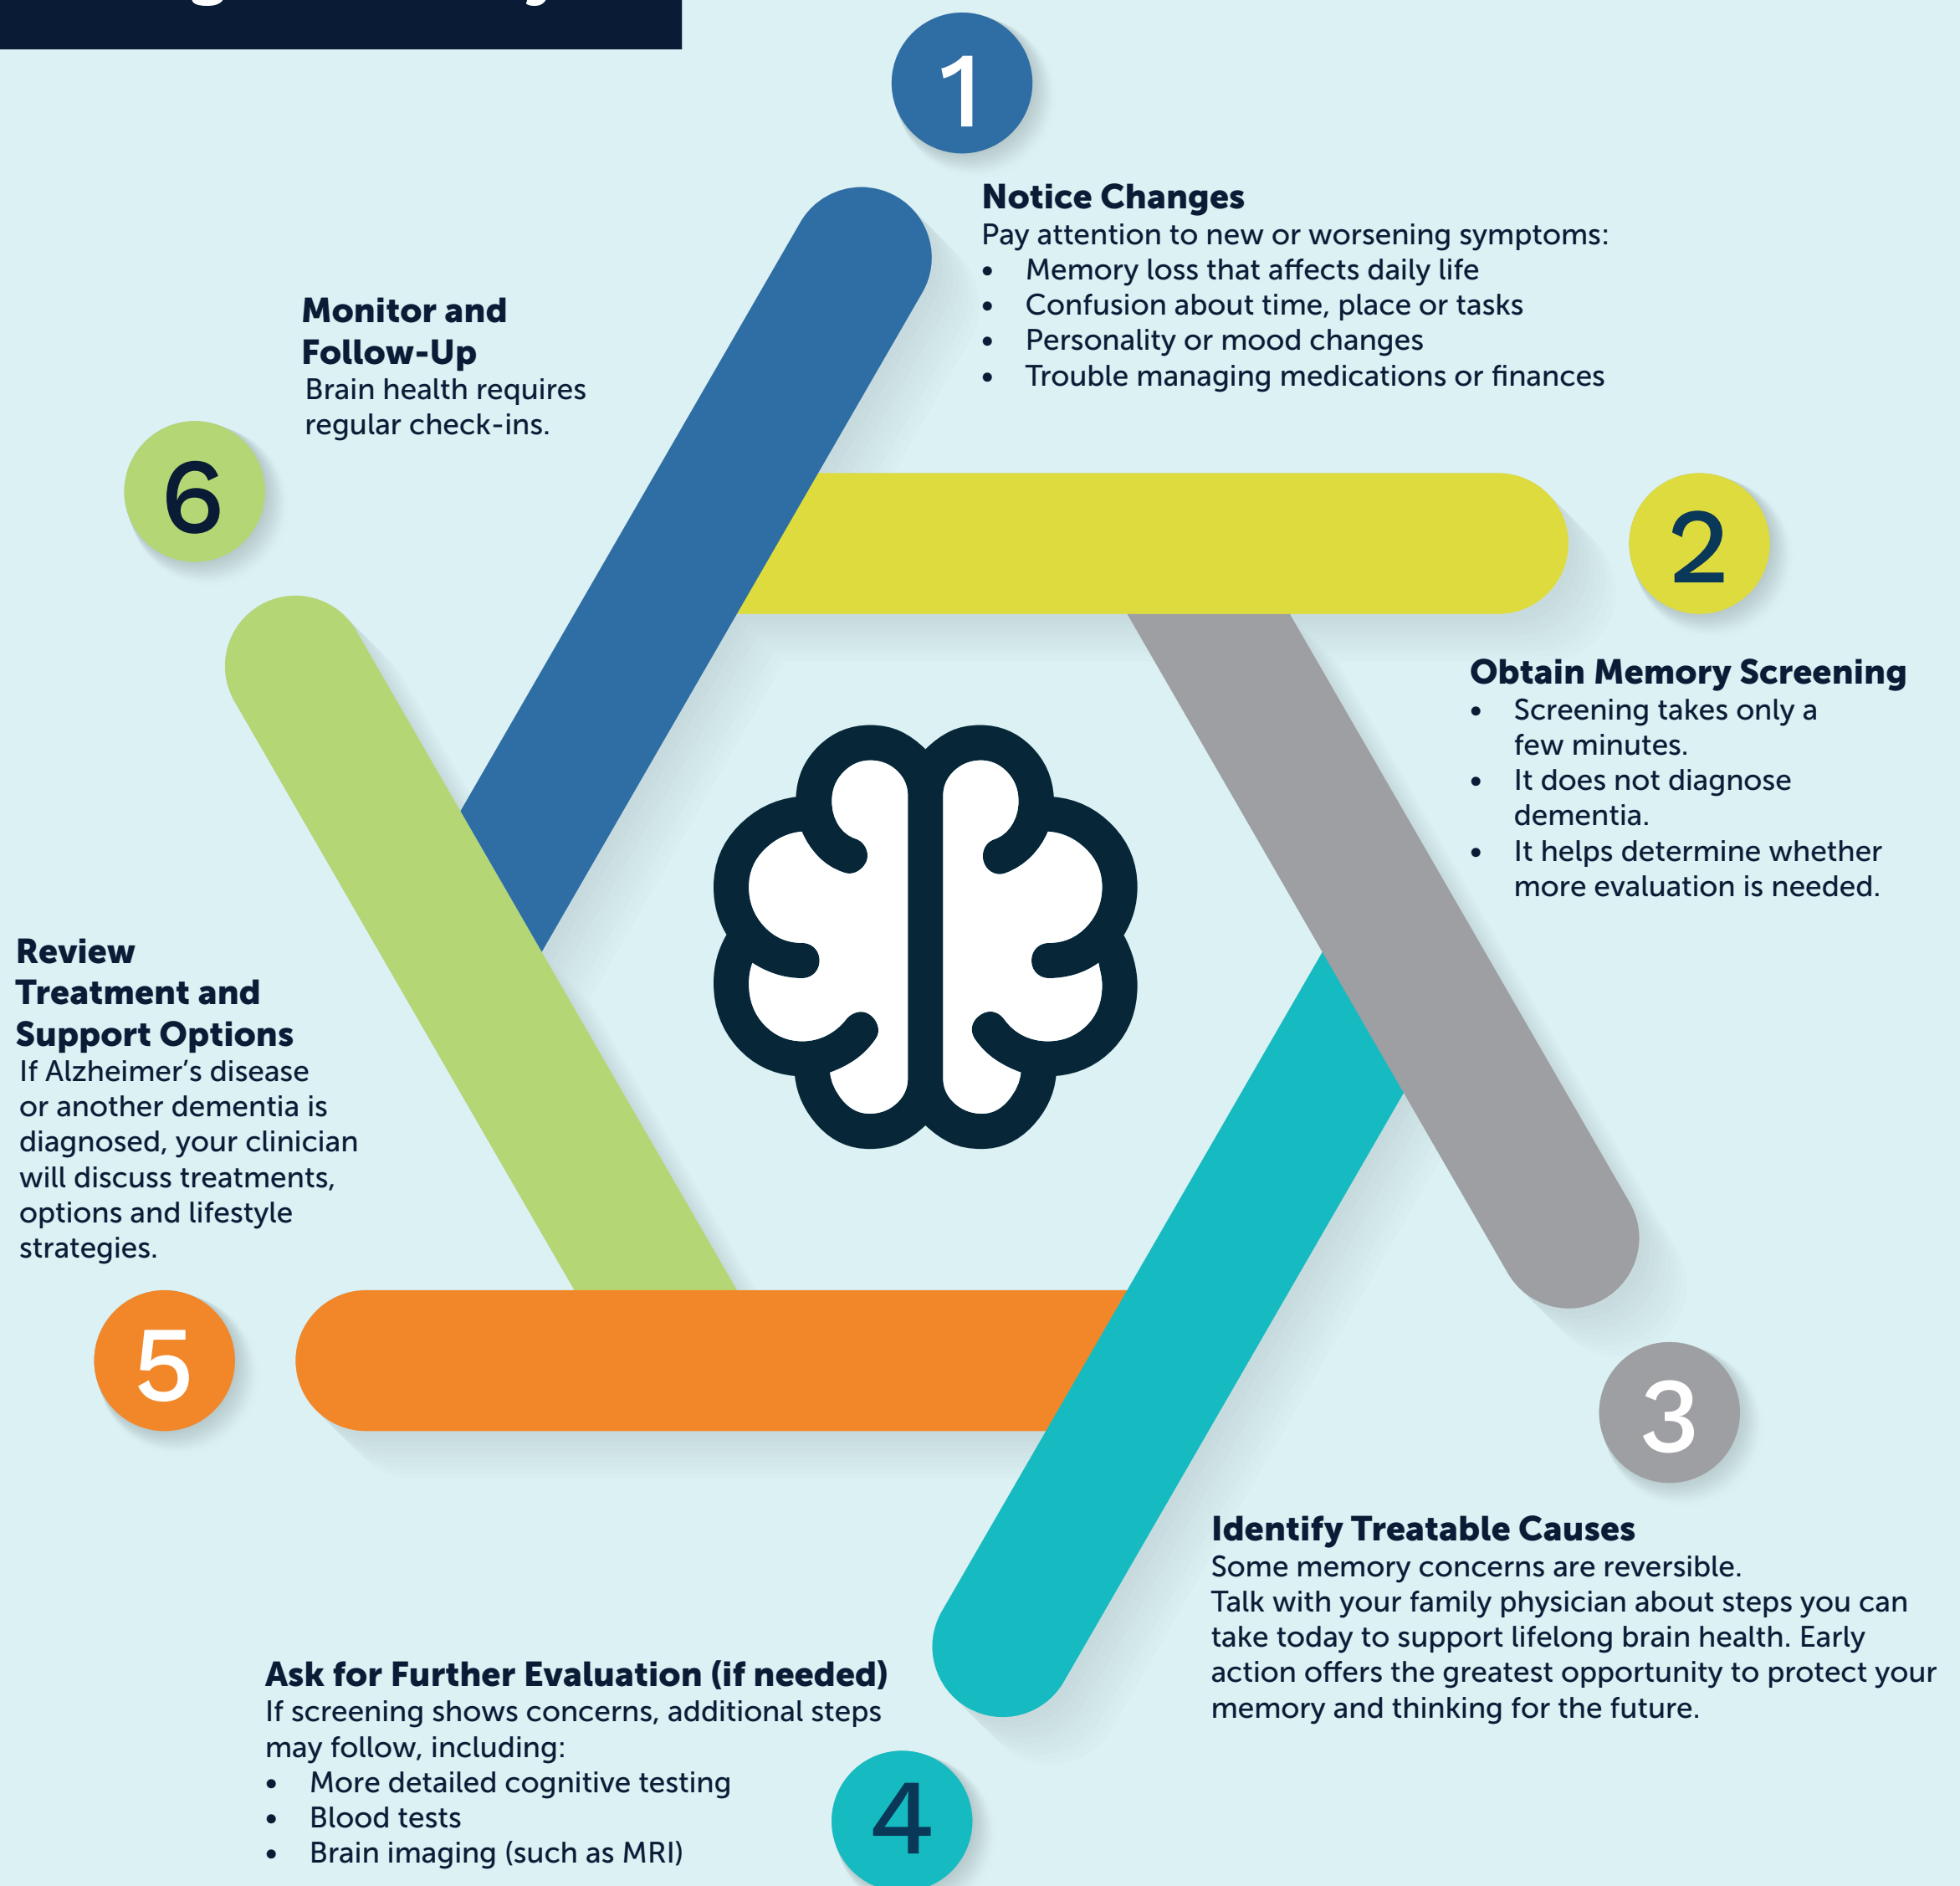 1
Notice Changes
Pay attention to new or worsening symptoms:
• Memory loss that affects daily life
• Confusion about time, place or tasks
• Personality or mood changes
• Trouble managing medications or finances
2
Obtain Memory Screening
• Screening takes only a
few minutes.
• It does not diagnose
dementia.
• It helps determine whether
more evaluation is needed.
3
Identify Treatable Causes
Some memory concerns are reversible.
Talk with your family physician about steps you can
take today to support lifelong brain health. Early
action offers the greatest opportunity to protect your
memory and thinking for the future.
4
Ask for Further Evaluation (if needed)
If screening shows concerns, additional steps
may follow, including:
• More detailed cognitive testing
• Blood tests
• Brain imaging (such as MRI)
5
Review
Treatment and
Support Options
If Alzheimer’s disease
or another dementia is
diagnosed, your clinician
will discuss treatments,
options and lifestyle
strategies.
6
Monitor and
Follow-Up
Brain health requires
regular check-ins.